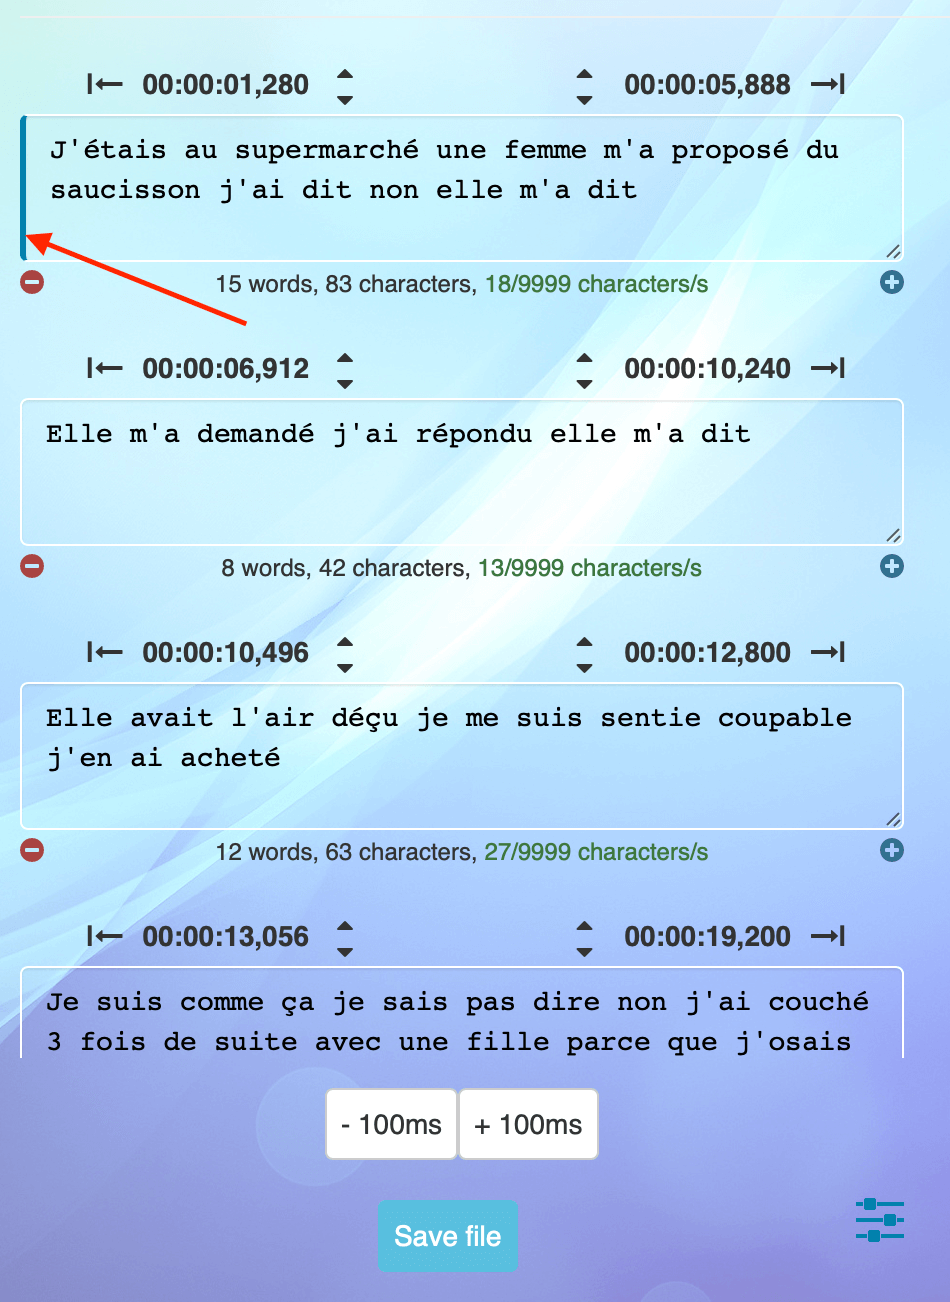 00:00:01,280 00:00:05,888
J'étais au supermarché une femme m'a proposé du
saucisson j'ai dit non elle m'a dit
15 words, 83 characters, 18/9999 characters/s
00:00:06,912 00:00:10,240
Elle m'a demandé j'ai répondu elle m'a dit
8 words, 42 characters, 13/9999 characters/s
00:00:10,496 00:00:12,800
Elle avait l'air déçu je me suis sentie coupable
j'en ai acheté
12 words, 63 characters, 27/9999 characters/s
00:00:13,056 00:00:19,200
Je suis comme ça je sais pas dire non j'ai couché
3 fois de suite avec une fille parce que j'osais
- 100ms + 100ms
Save file